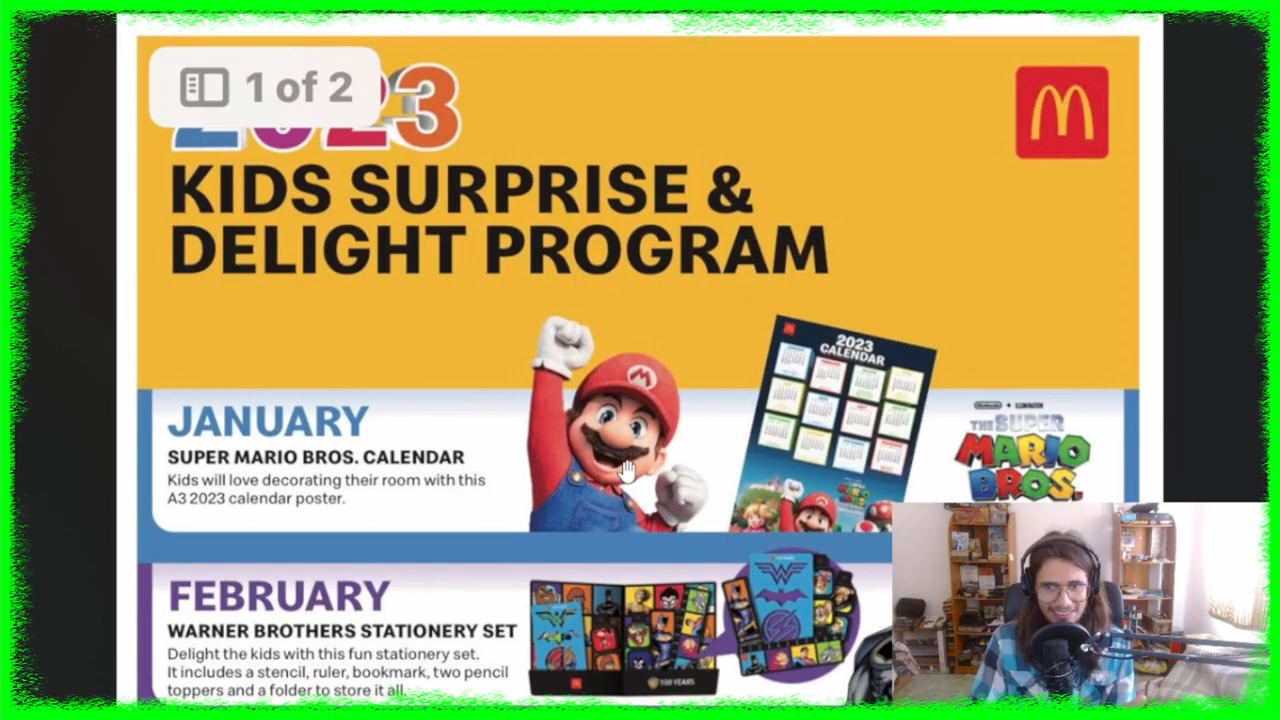 1 of 2
2023
KIDS SURPRISE &
DELIGHT PROGRAM
2023
CALENDAR
JANUARY
SUPER MARIO BROS. CALENDAR
Kids will love decorating their room with this
A3 2023 calendar poster.
THE SUPER
MARIO
BROS.
FEBRUARY
WARNER BROTHERS STATIONERY SET
Delight the kids with this fun stationery set.
It includes a stencil, ruler, bookmark, two pencil
toppers and a folder to store it all.
100 YEARS